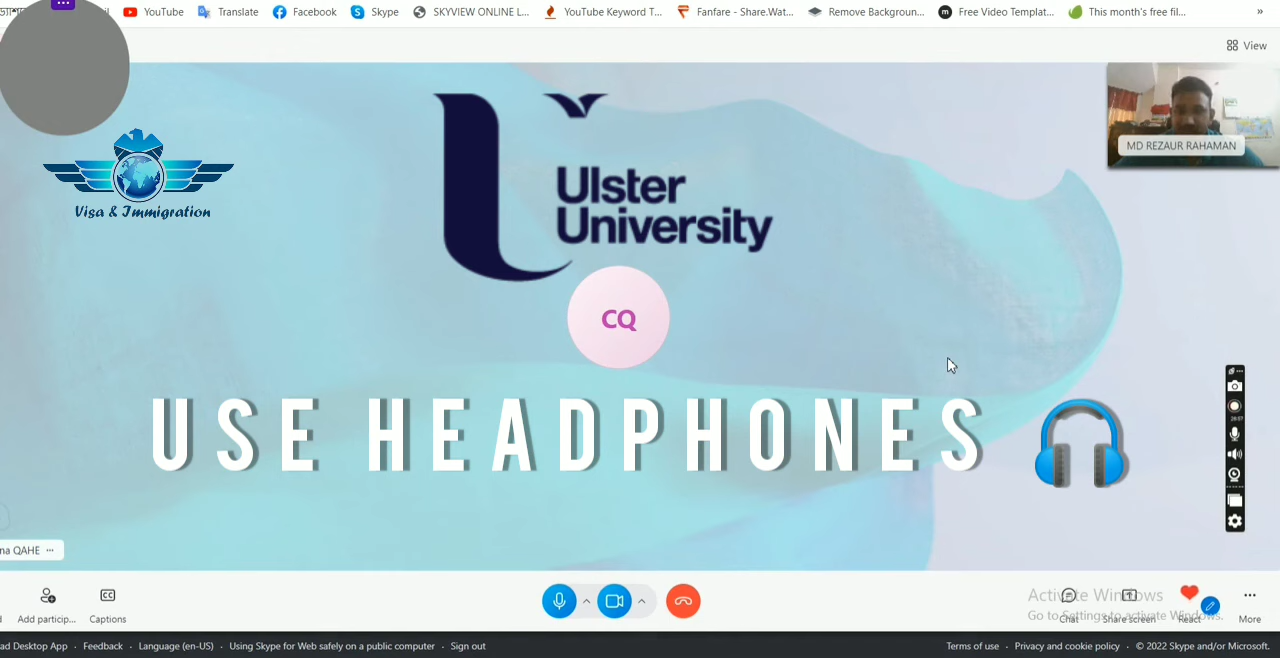 YouTube
Translate
Facebook
Skype
SKYVIEW ONLINE L...
YouTube Keyword T...
Fanfare - Share.Wat...
Remove Backgroun...
Free Video Templat...
This month's free fil...
»
View
MD REZAUR RAHAMAN
Visa & Immigration
Ulster
University
CQ
USE HEADPHONES
na QAHE ...
Add particip...
CC
Captions
Activate Windows
Go to Settings to activate Windows.
Chat
Share screen
React
More
ad Desktop App · Feedback · Language (en-US) · Using Skype for Web safely on a public computer · Sign out
Terms of use · Privacy and cookie policy · © 2022 Skype and/or Microsoft.